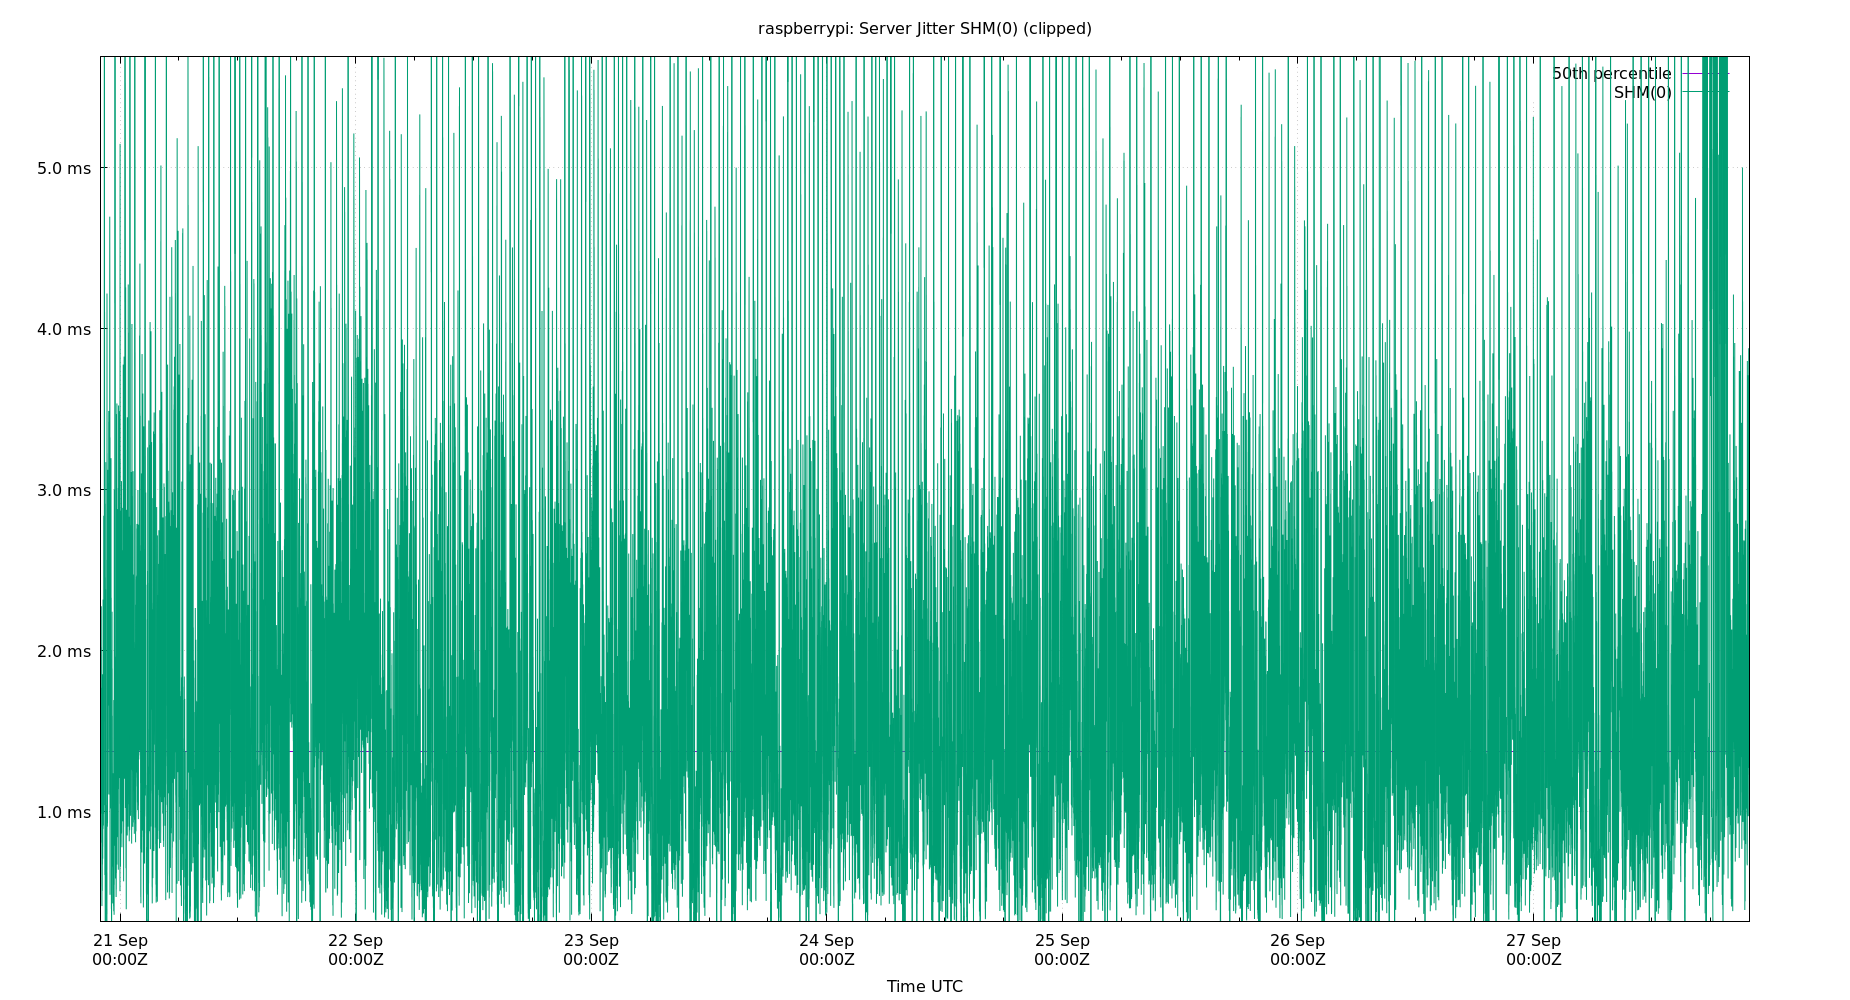 raspberrypi: Server Jitter SHM(0) (clipped)
50th percentile
SHM(0)
5.0 ms
4.0 ms
3.0 ms
2.0 ms
1.0 ms
21 Sep 22 Sep 23 Sep 24 Sep 25 Sep 26 Sep 27 Sep
00:00Z 00:00Z 00:00Z 00:00Z 00:00Z 00:00Z 00:00Z
Time UTC